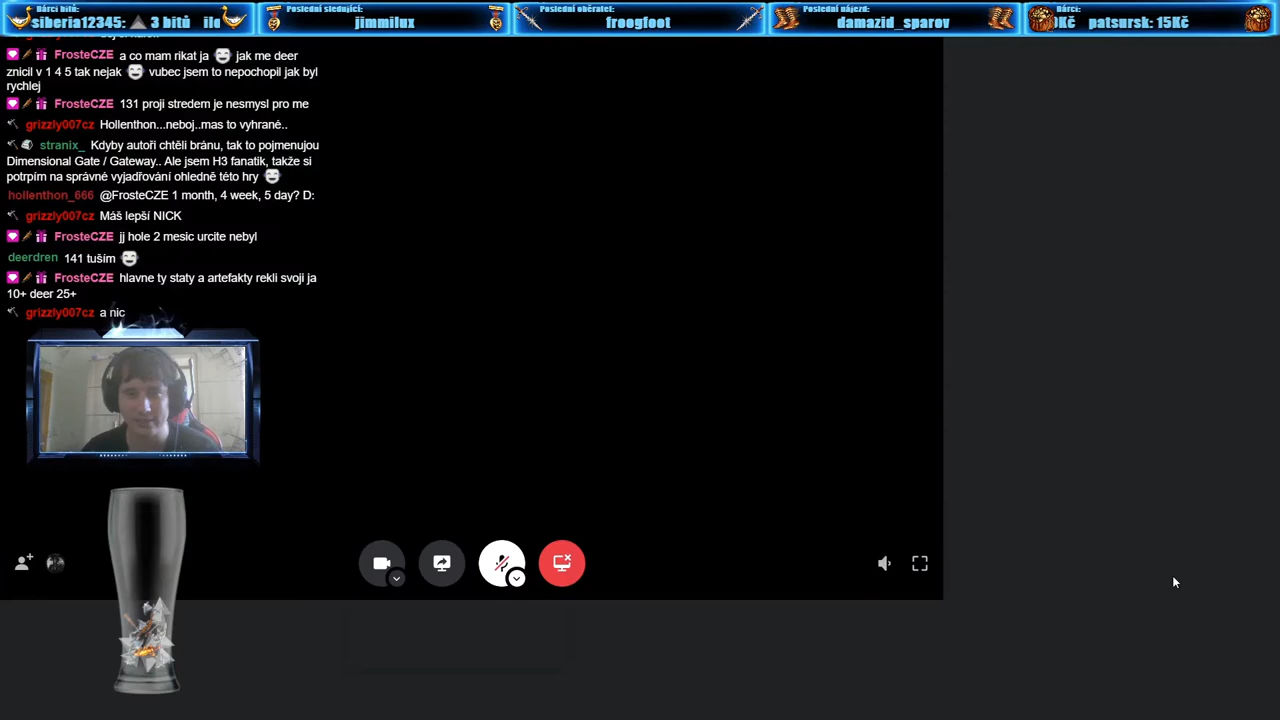 Dárci bitů:
siberia12345: 3 bitů
Poslední sledující:
jimmilux
Poslední odběratel:
froogfoot
Poslední nájezd:
damazid_sparov
Dárci:
Kč patsursk: 15Kč
FrosteCZE a co mam rikat ja jak me deer
znicil v 1 4 5 tak nejak vubec jsem to nepochopil jak byl
rychlej
FrosteCZE 131 proji stredem je nesmysl pro me
grizzly007cz Hollenthon...neboj..mas to vyhrané..
stranix_ Kdyby autoři chtěli bránu, tak to pojmenujou
Dimensional Gate / Gateway.. Ale jsem H3 fanatik, takže si
potrpím na správné vyjadřování ohledně této hry
hollenthon_666 @FrosteCZE 1 month, 4 week, 5 day? D:
grizzly007cz Máš lepší NICK
FrosteCZE jj hole 2 mesic urcite nebyl
deerdren 141 tuším
FrosteCZE hlavne ty staty a artefakty rekli svoji ja
10+ deer 25+
grizzly007cz a nic